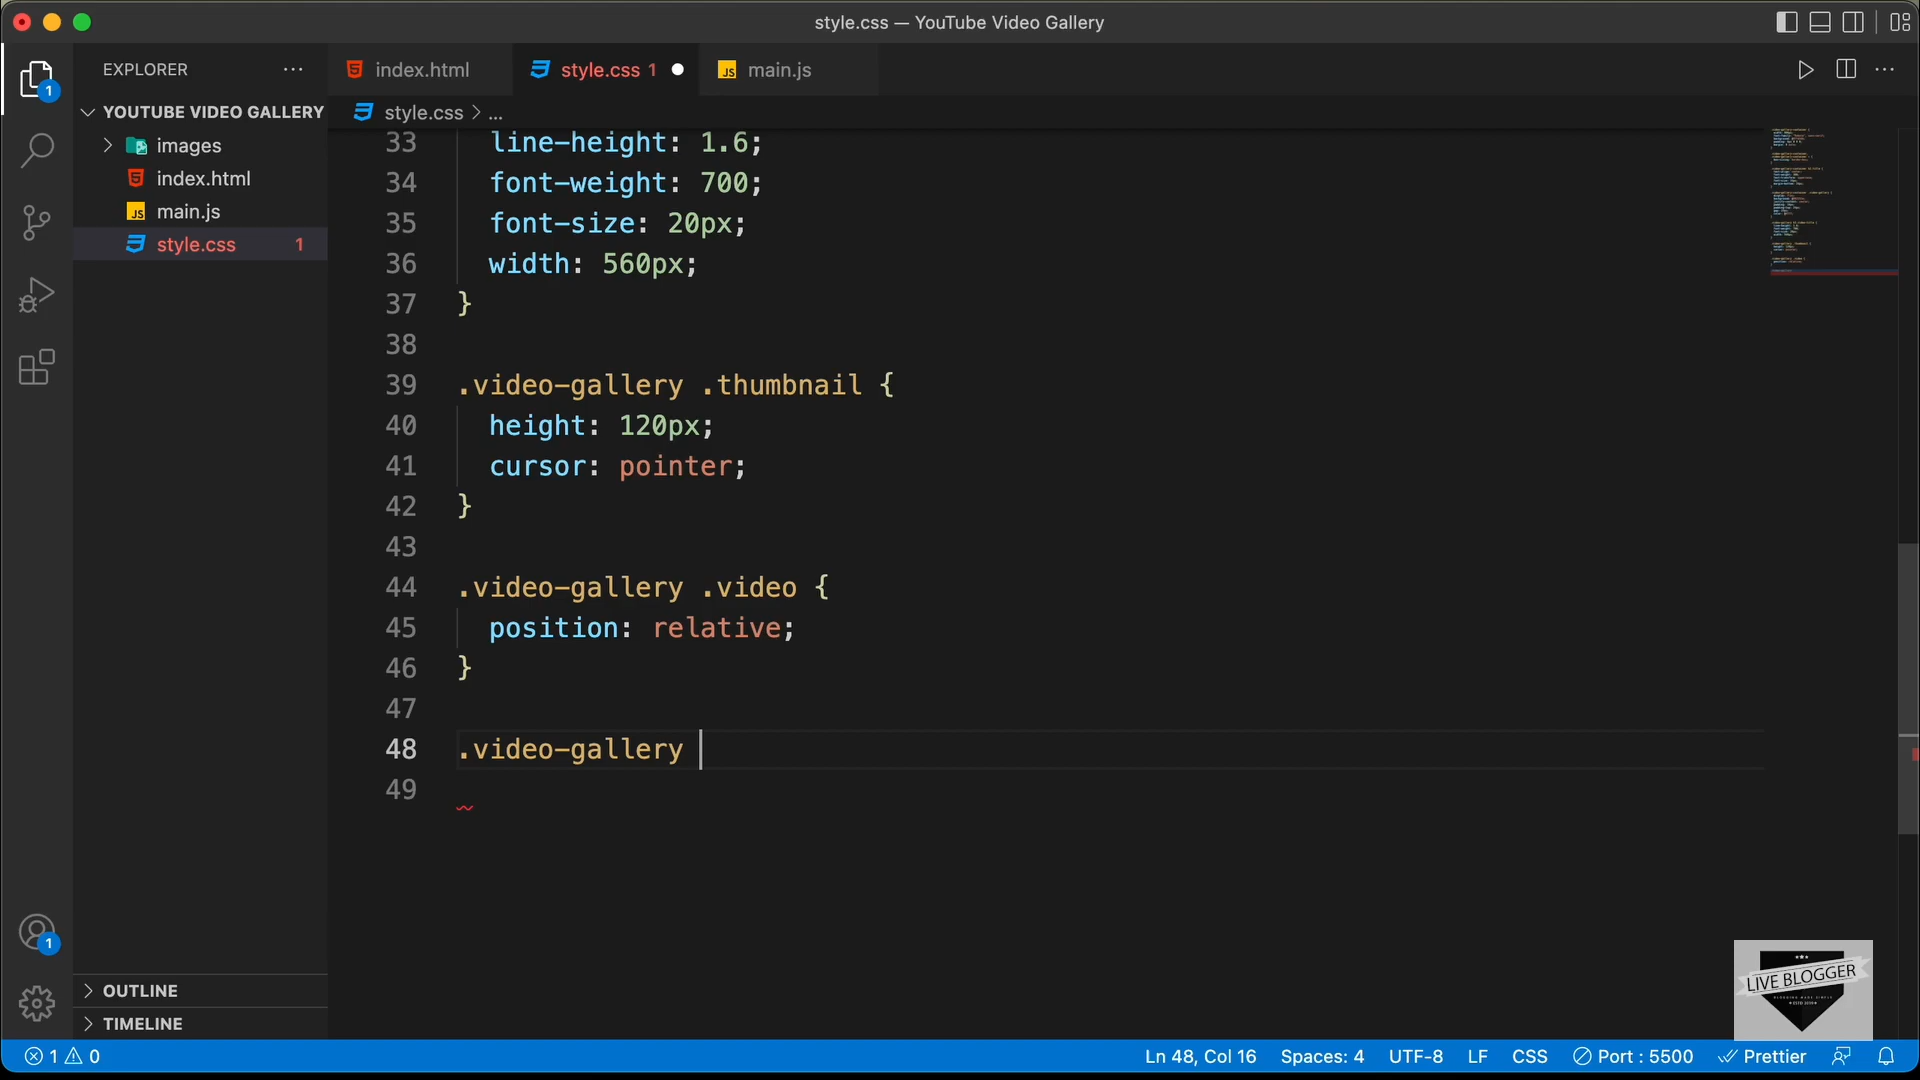 style.css — YouTube Video Gallery
1
EXPLORER
YOUTUBE VIDEO GALLERY
images
index.html
main.js
style.css 1
OUTLINE
TIMELINE
1
index.html
style.css 1
main.js
style.css > ...
33 line-height: 1.6;
34 font-weight: 700;
35 font-size: 20px;
36 width: 560px;
37 }
38
39 .video-gallery .thumbnail {
40 height: 120px;
41 cursor: pointer;
42 }
43
44 .video-gallery .video {
45 position: relative;
46 }
47
48 .video-gallery
49
LIVE BLOGGER
1 0
Ln 48, Col 16
Spaces: 4
UTF-8
LF
CSS
Port : 5500
Prettier